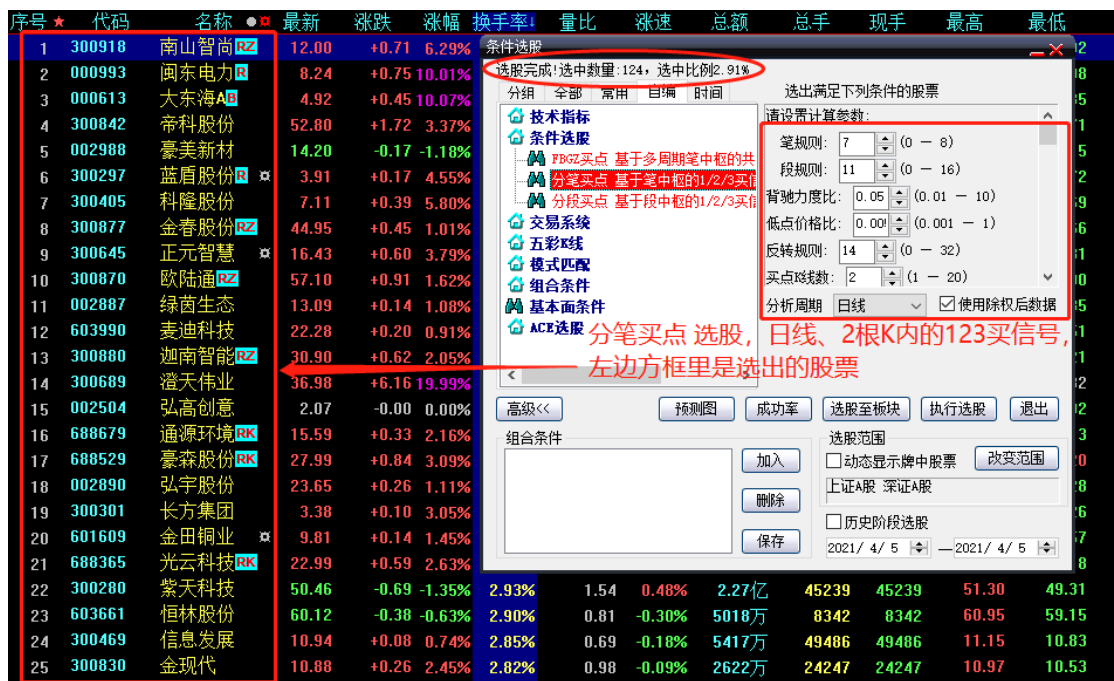 序号 ★ 代码 名称 最新 涨跌 涨幅 换手率↓ 量比 涨速 总额 总手 现手 最高 最低
1 300918 南山智尚RZ 12.00 +0.71 6.29%
2 000993 闽东电力R 8.24 +0.75 10.01%
3 000613 大东海AB 4.92 +0.45 10.07%
4 300842 帝科股份 52.80 +1.72 3.37%
5 002988 豪美新材 14.20 -0.17 -1.18%
6 300297 蓝盾股份R 3.91 +0.17 4.55%
7 300405 科隆股份 7.11 +0.39 5.80%
8 300877 金春股份RZ 44.95 +0.45 1.01%
9 300645 正元智慧 16.43 +0.60 3.79%
10 300870 欧陆通RZ 57.10 +0.91 1.62%
11 002887 绿茵生态 13.09 +0.14 1.08%
12 603990 麦迪科技 22.28 +0.20 0.91%
13 300880 迦南智能RZ 30.90 +0.62 2.05%
14 300689 澄天伟业 36.98 +6.16 19.99%
15 002504 弘高创意 2.07 -0.00 0.00%
16 688679 通源环境RK 15.59 +0.33 2.16%
17 688529 豪森股份RK 27.99 +0.84 3.09%
18 002890 弘宇股份 23.65 +0.26 1.11%
19 300301 长方集团 3.38 +0.10 3.05%
20 601609 金田铜业 9.81 +0.14 1.45%
21 688365 光云科技RK 22.99 +0.59 2.63%
22 300280 紫天科技 50.46 -0.69 -1.35% 2.93% 1.54 0.48% 2.27亿 45239 45239 51.30 49.31
23 603661 恒林股份 60.12 -0.38 -0.63% 2.90% 0.81 -0.30% 5018万 8342 8342 60.95 59.15
24 300469 信息发展 10.94 +0.08 0.74% 2.85% 0.69 -0.18% 5417万 49486 49486 11.15 10.83
25 300830 金现代 10.88 +0.26 2.45% 2.82% 0.98 -0.09% 2622万 24247 24247 10.97 10.53
条件选股
选股完成!选中数量:124，选中比例2.91%
分组 全部 常用 自编 时间
技术指标
条件选股
FBGZ买点 基于多周期笔中枢的共
分笔买点 基于笔中枢的1/2/3买信
分段买点 基于段中枢的1/2/3买信
交易系统
五彩K线
模式匹配
组合条件
基本面条件
ACE选股
选出满足下列条件的股票
请设置计算参数:
笔规则: 7 (0 — 8)
段规则: 11 (0 — 16)
背驰力度比: 0.05 (0.01 — 10)
低点价格比: 0.00 (0.001 — 1)
反转规则: 14 (0 — 32)
买点K线数: 2 (1 — 20)
分析周期 日线 使用除权后数据
分笔买点 选股，日线、2根K内的123买信号，
左边方框里是选出的股票
高级<< 预测图 成功率 选股至板块 执行选股 退出
组合条件
加入
删除
保存
选股范围
动态显示牌中股票 改变范围
上证A股 深证A股
历史阶段选股
2021/ 4/ 5 — 2021/ 4/ 5